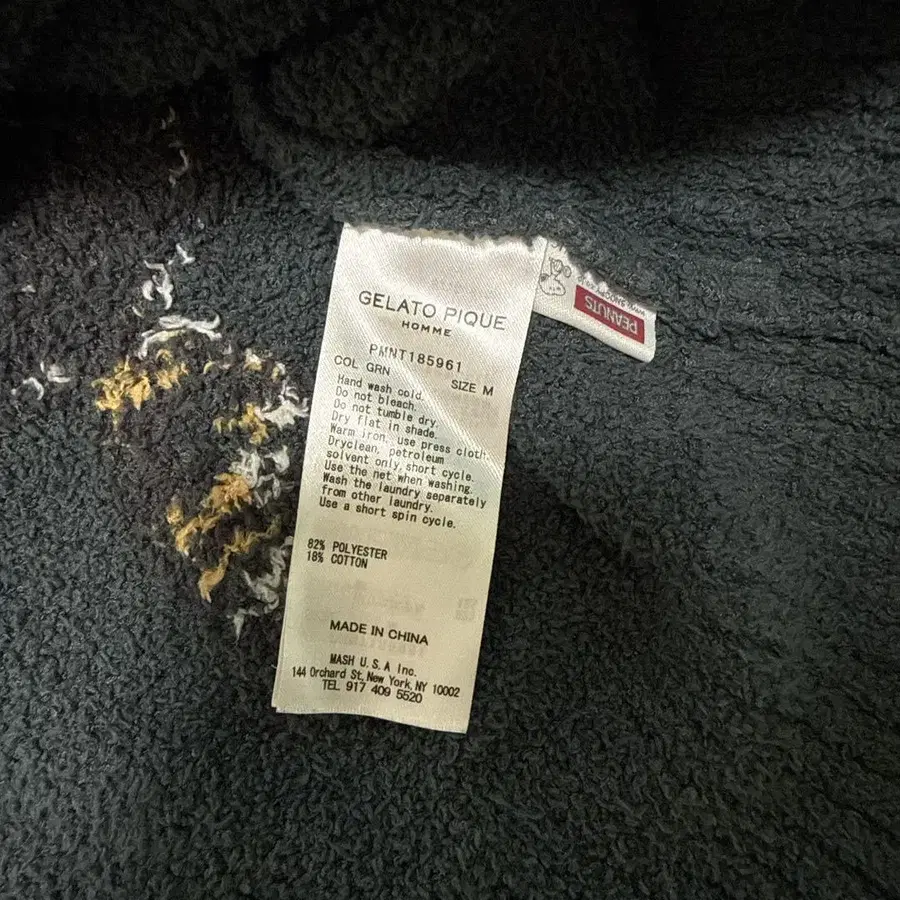 GELATO PIQUE
HOMME
PMNT185961
COL GRN SIZE M
Hand wash cold.
Do not bleach.
Do not tumble dry.
Dry flat in shade.
Warm iron, use press cloth.
Dryclean, petroleum
solvent only, short cycle.
Use the net when washing.
Wash the laundry separately
from other laundry.
Use a short spin cycle.
82% POLYESTER
18% COTTON
MADE IN CHINA
MASH U.S.A Inc.
144 Orchard St, New York, NY 10002
TEL 917 409 5520
PEANUTS